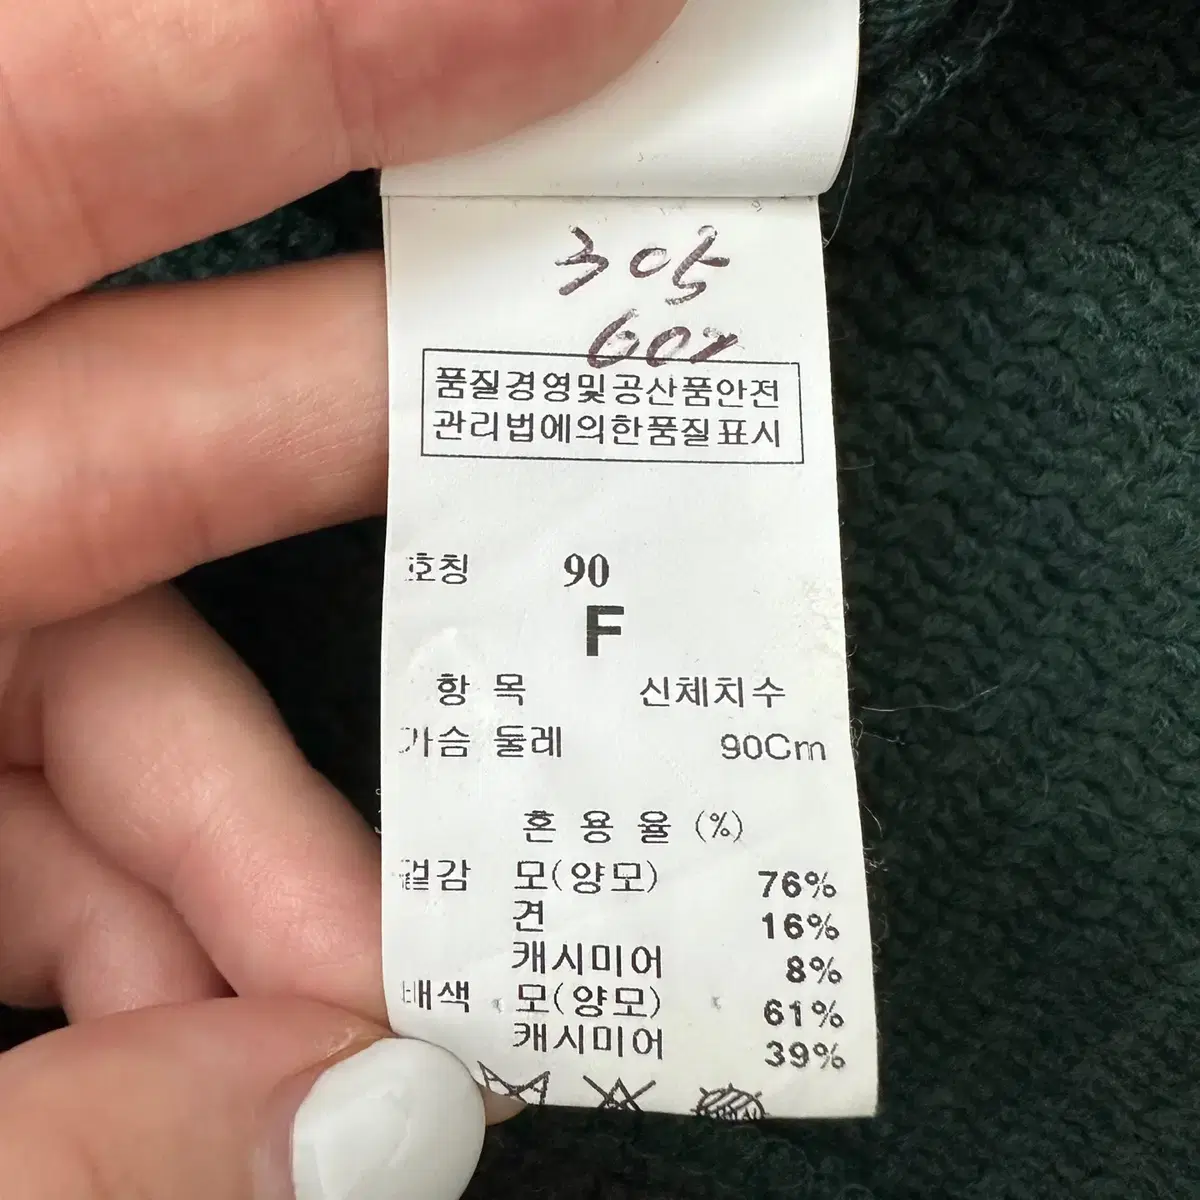 305
60%
품질경영및공산품안전
관리법에의한품질표시
호칭 90
F
항 목 신체치수
가슴 둘레 90Cm
혼 용 율 (%)
겉감 모(양모) 76%
견 16%
캐시미어 8%
배색 모(양모) 61%
캐시미어 39%